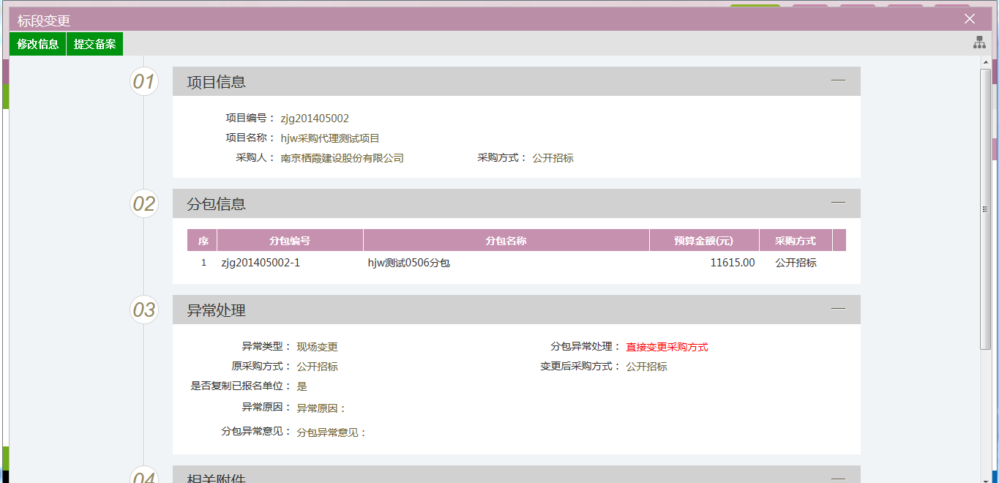 标段变更
修改信息 提交备案
01 项目信息
项目编号： zjg201405002
项目名称： hjw采购代理测试项目
采购人： 南京栖霞建设股份有限公司 采购方式： 公开招标
02 分包信息
序 分包编号 分包名称 预算金额(元) 采购方式
1 zjg201405002-1 hjw测试0506分包 11615.00 公开招标
03 异常处理
异常类型： 现场变更 分包异常处理： 直接变更采购方式
原采购方式： 公开招标 变更后采购方式： 公开招标
是否复制已报名单位： 是
异常原因： 异常原因：
分包异常意见： 分包异常意见：
04 相关附件